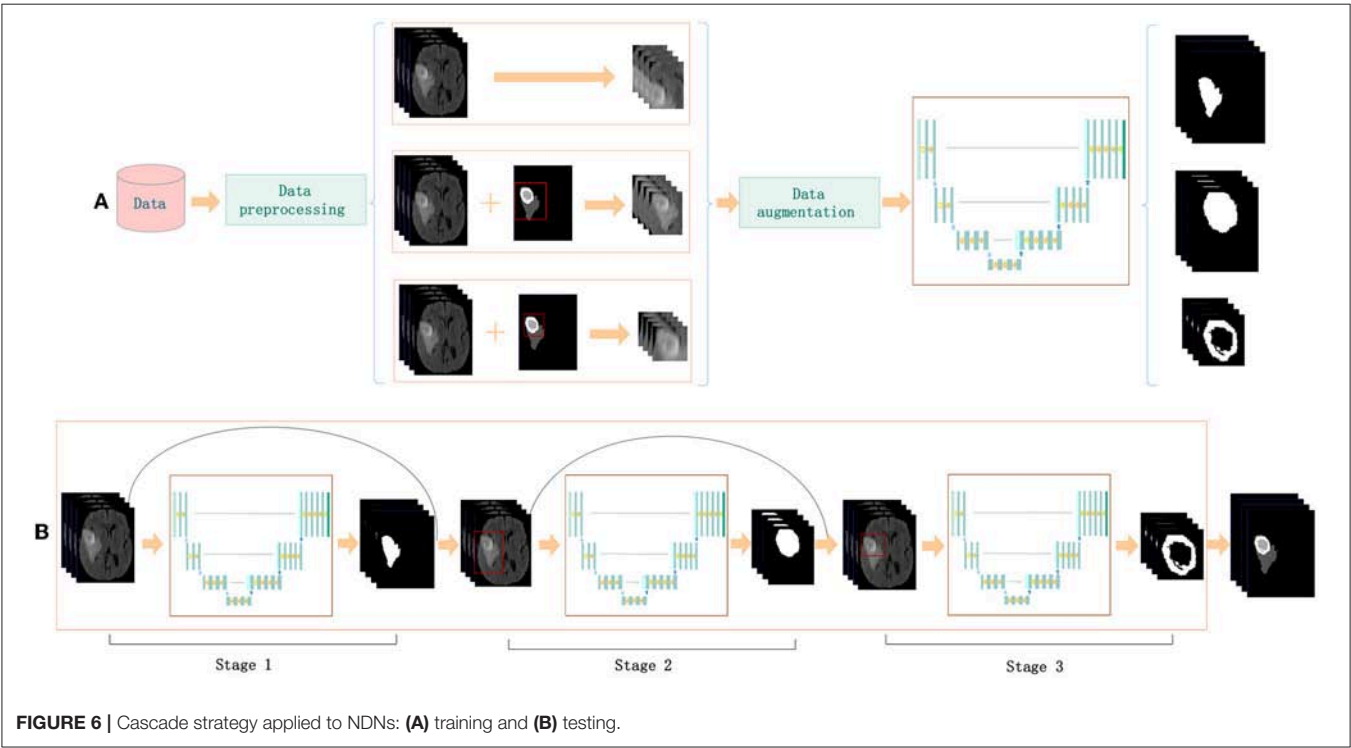 A
Data
Data
preprocessing
Data
augmentation
B
Stage 1
Stage 2
Stage 3
FIGURE 6 | Cascade strategy applied to NDNs: (A) training and (B) testing.